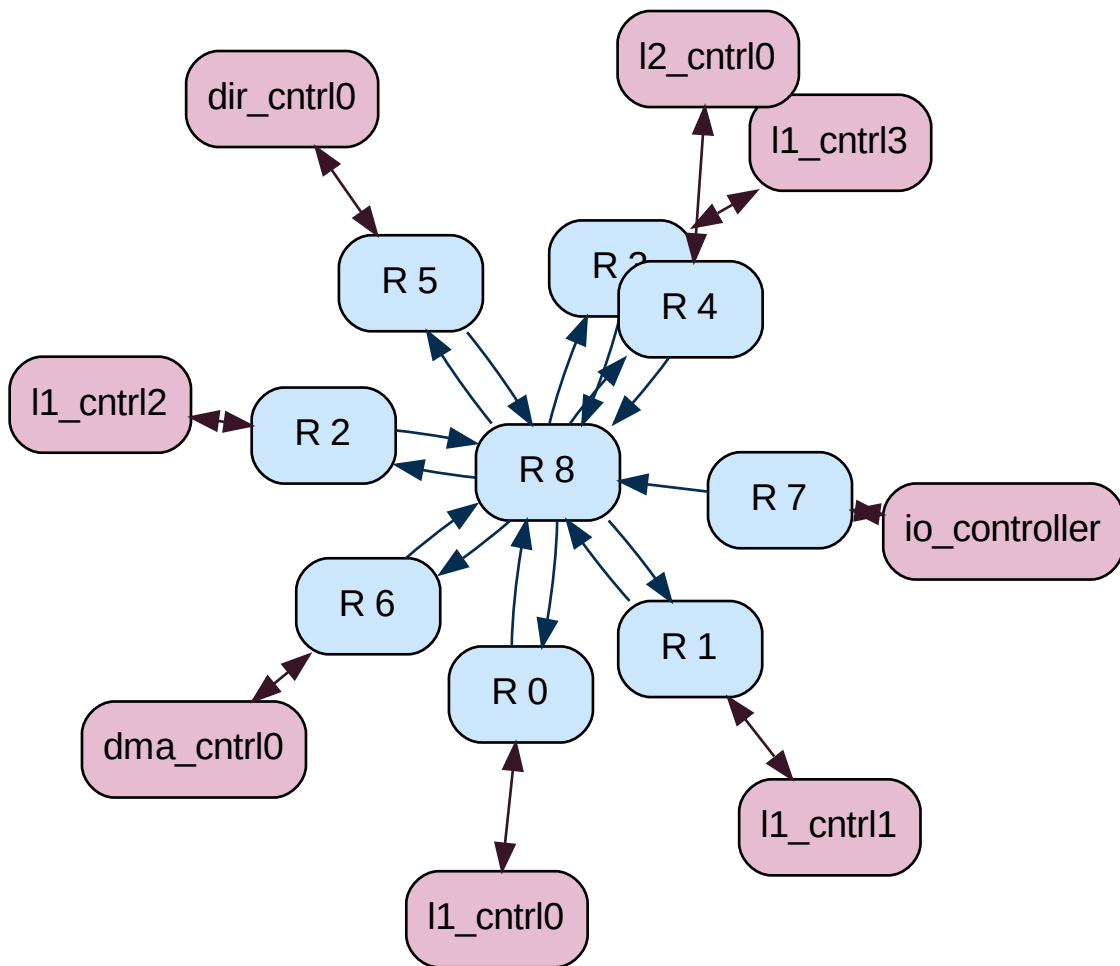 l2_cntrl0
dir_cntrl0
l1_cntrl3
R 5
R 4
l1_cntrl2
R 2
R 8
R 7
io_controller
R 6
R 1
R 0
dma_cntrl0
l1_cntrl1
l1_cntrl0